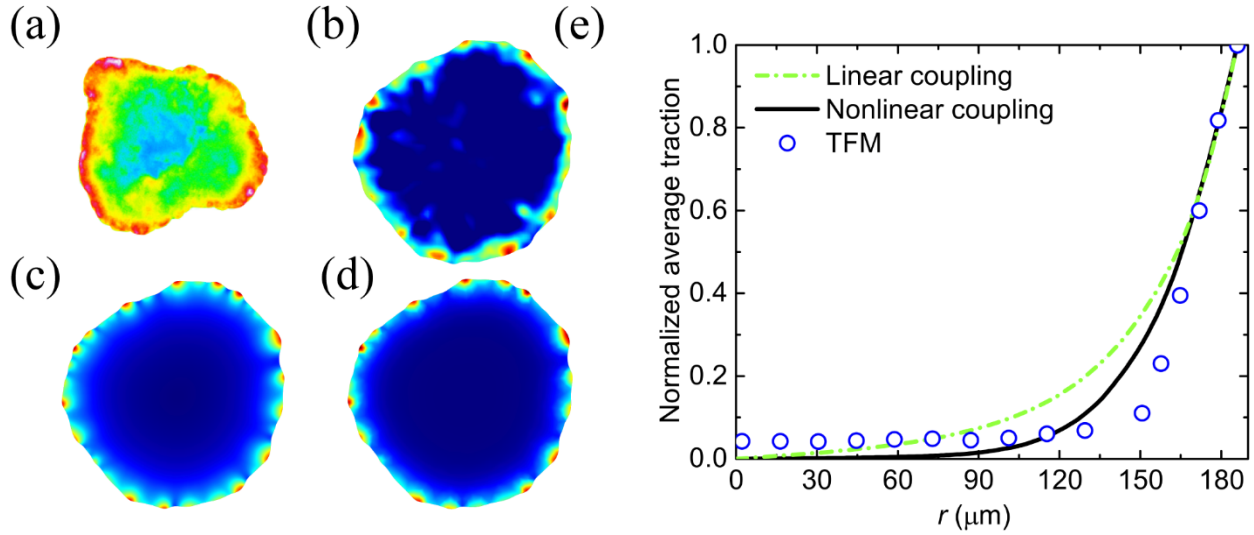 (a)
(b)
(c)
(d)
(e)
Normalized average traction
1.0
0.8
0.6
0.4
0.2
0.0
Linear coupling
Nonlinear coupling
TFM
0 30 60 90 120 150 180
r (μm)